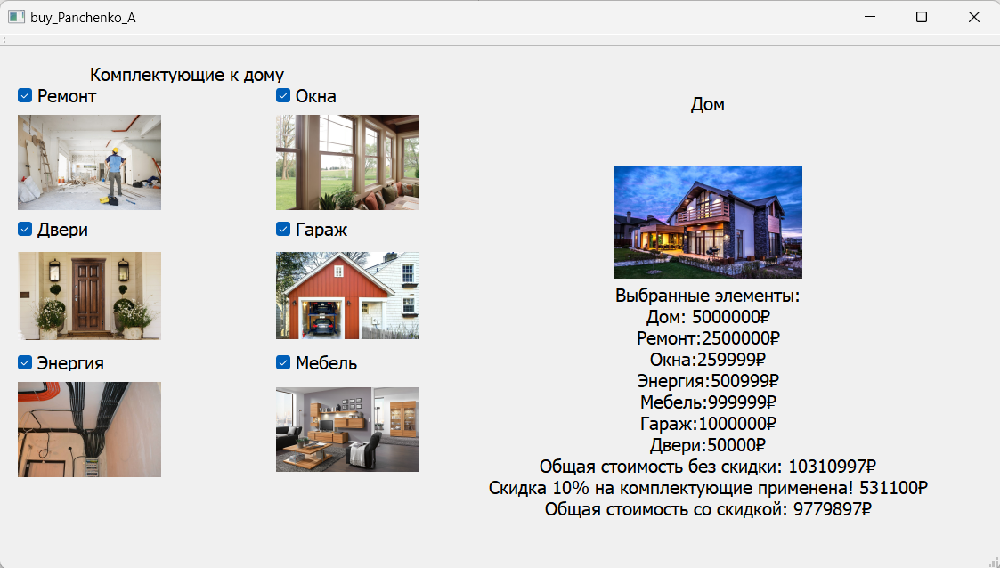 buy_Panchenko_A
Комплектующие к дому
Ремонт
Окна
Двери
Гараж
Энергия
Мебель
Дом
Выбранные элементы:
Дом: 5000000₽
Ремонт:2500000₽
Окна:259999₽
Энергия:500999₽
Мебель:999999₽
Гараж:1000000₽
Двери:50000₽
Общая стоимость без скидки: 10310997₽
Скидка 10% на комплектующие применена! 531100₽
Общая стоимость со скидкой: 9779897₽